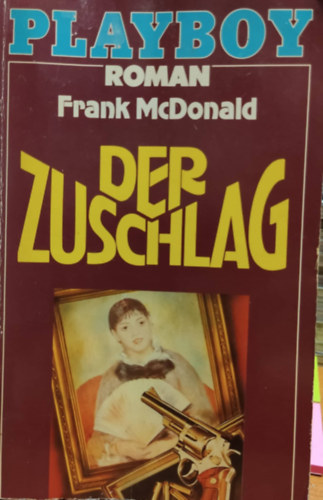 PLAYBOY
ROMAN
Frank McDonald
DER
ZUSCHLAG